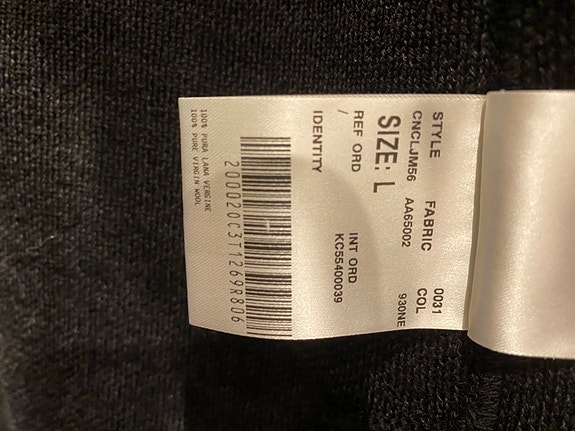 STYLE FABRIC 0031 COL
CNCLJM56 AA65002 930NE
SIZE: L
REF ORD INT ORD
/ KC55400039
IDENTITY
200020C3T1269R806
100% PURA LANA VERGINE
100% PURE VIRGIN WOOL